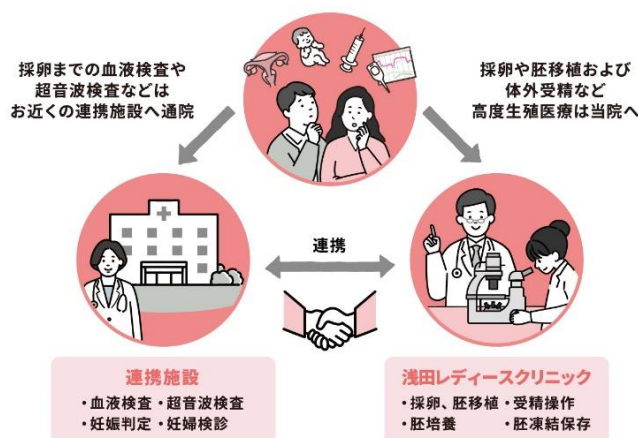 採卵までの血液検査や
超音波検査などは
お近くの連携施設へ通院
採卵や胚移植および
体外受精など
高度生殖医療は当院へ
連携
連携施設
・血液検査・超音波検査
・妊娠判定・妊婦検診
浅田レディースクリニック
・採卵、胚移植・受精操作
・胚培養 ・胚凍結保存